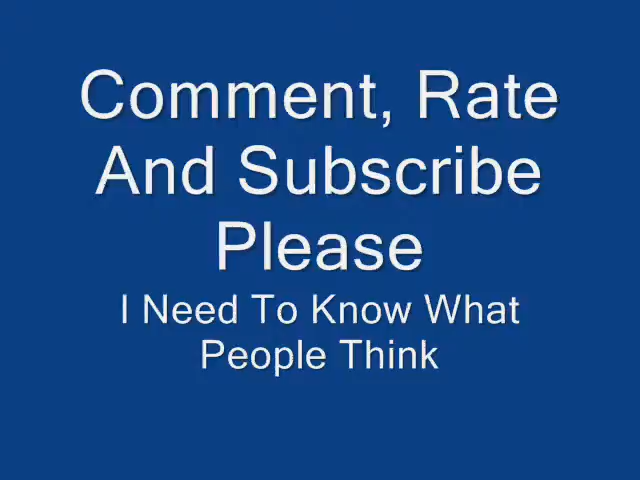 Comment, Rate
And Subscribe
Please
I Need To Know What
People Think